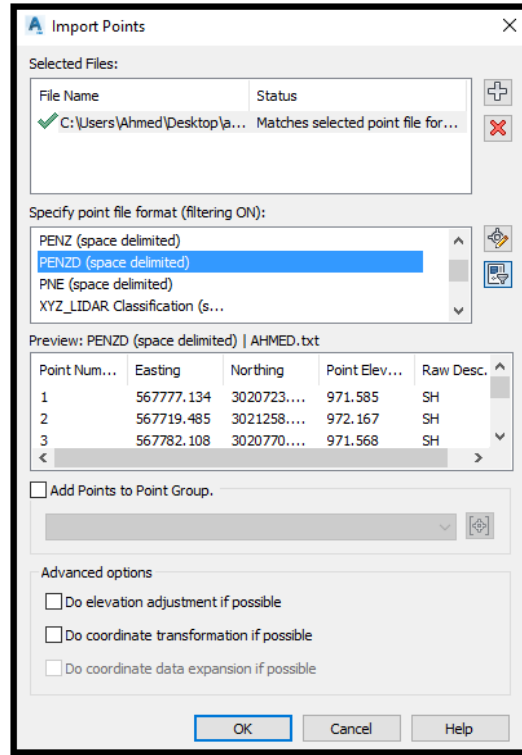 Import Points
Selected Files:
File Name Status
C:\Users\Ahmed\Desktop\a... Matches selected point file for...
Specify point file format (filtering ON):
PENZ (space delimited)
PENZD (space delimited)
PNE (space delimited)
XYZ_LIDAR Classification (s...
Preview: PENZD (space delimited) | AHMED.txt
Point Num... Easting Northing Point Elev... Raw Desc.
1 567777.134 3020723.... 971.585 SH
2 567719.485 3021258.... 972.167 SH
3 567782.108 3020770.... 971.568 SH
Add Points to Point Group.
Advanced options
Do elevation adjustment if possible
Do coordinate transformation if possible
Do coordinate data expansion if possible
OK Cancel Help